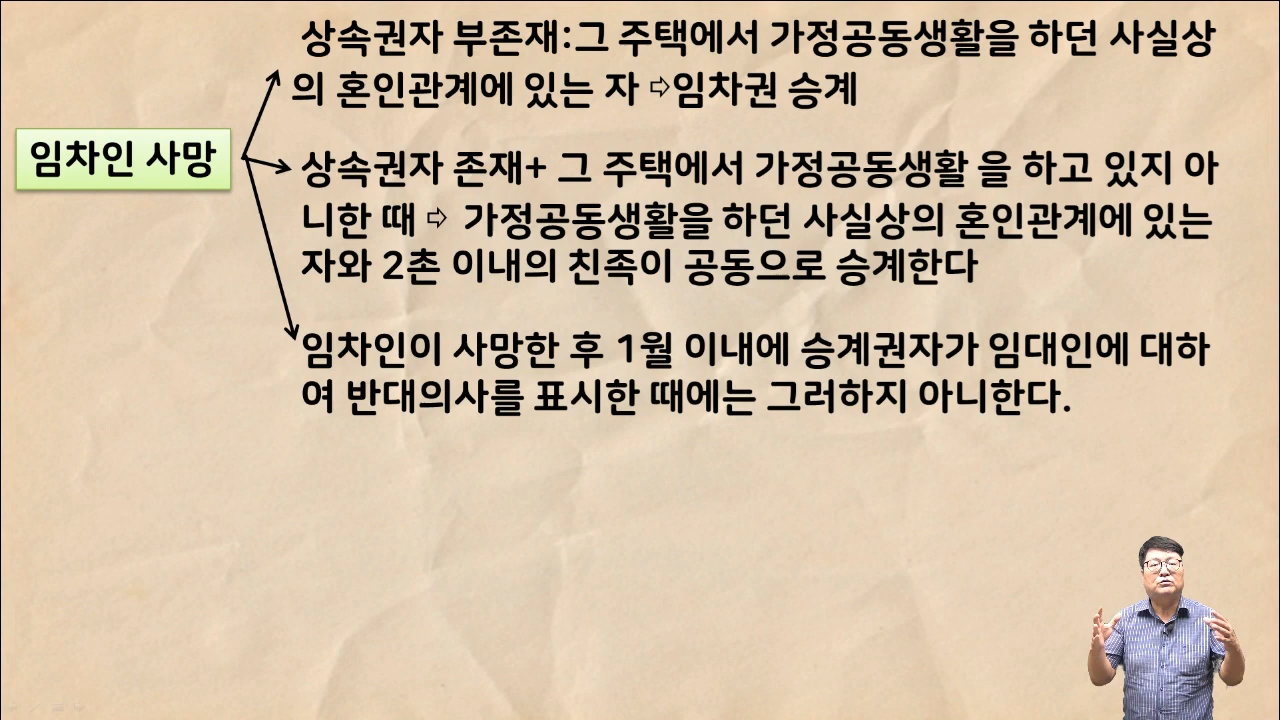 상속권자 부존재:그 주택에서 가정공동생활을 하던 사실상
의 혼인관계에 있는 자 ⇨임차권 승계
임차인 사망
상속권자 존재+ 그 주택에서 가정공동생활 을 하고 있지 아
니한 때 ⇨ 가정공동생활을 하던 사실상의 혼인관계에 있는
자와 2촌 이내의 친족이 공동으로 승계한다
임차인이 사망한 후 1월 이내에 승계권자가 임대인에 대하
여 반대의사를 표시한 때에는 그러하지 아니한다.